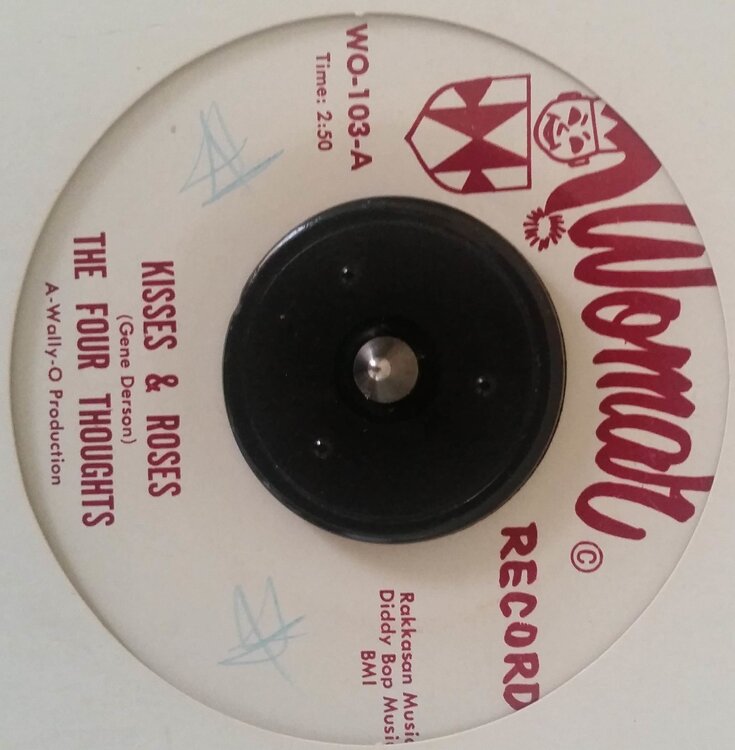 Womar
©
RECORD
WO-103-A
Time: 2:50
Rakkasan Music
Diddy Bop Music
BMI
KISSES & ROSES
(Gene Derson)
THE FOUR THOUGHTS
A-Wally-O Production